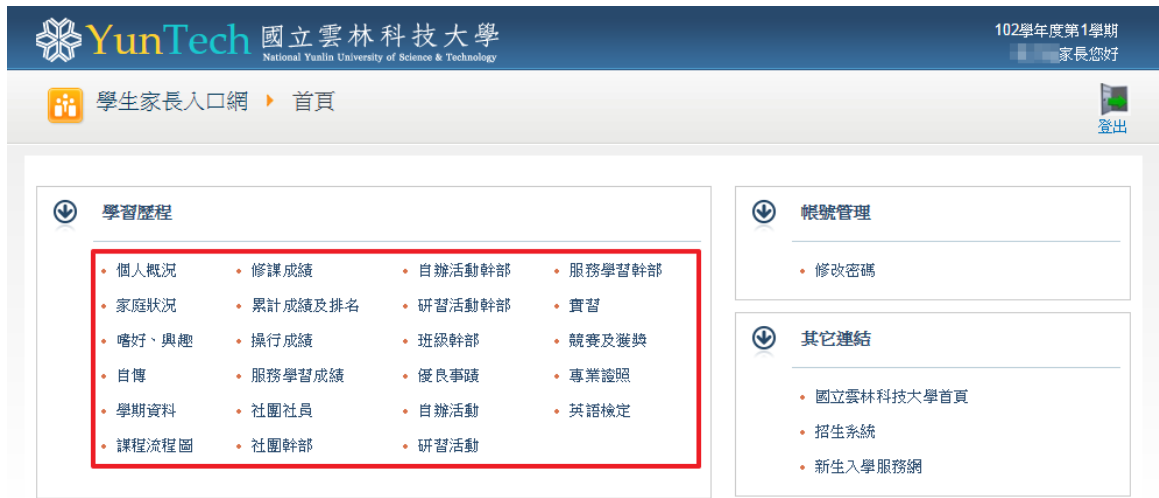 YunTech 國立雲林科技大學
National Yunlin University of Science & Technology
102學年度第1學期
家長您好
學生家長入口網 首頁
登出
學習歷程
個人概況 修課成績 自辦活動幹部 服務學習幹部
家庭狀況 累計成績及排名 研習活動幹部 實習
嗜好、興趣 操行成績 班級幹部 競賽及獲獎
自傳 服務學習成績 優良事蹟 專業證照
學期資料 社團社員 自辦活動 英語檢定
課程流程圖 社團幹部 研習活動
帳號管理
修改密碼
其它連結
國立雲林科技大學首頁
招生系統
新生入學服務網